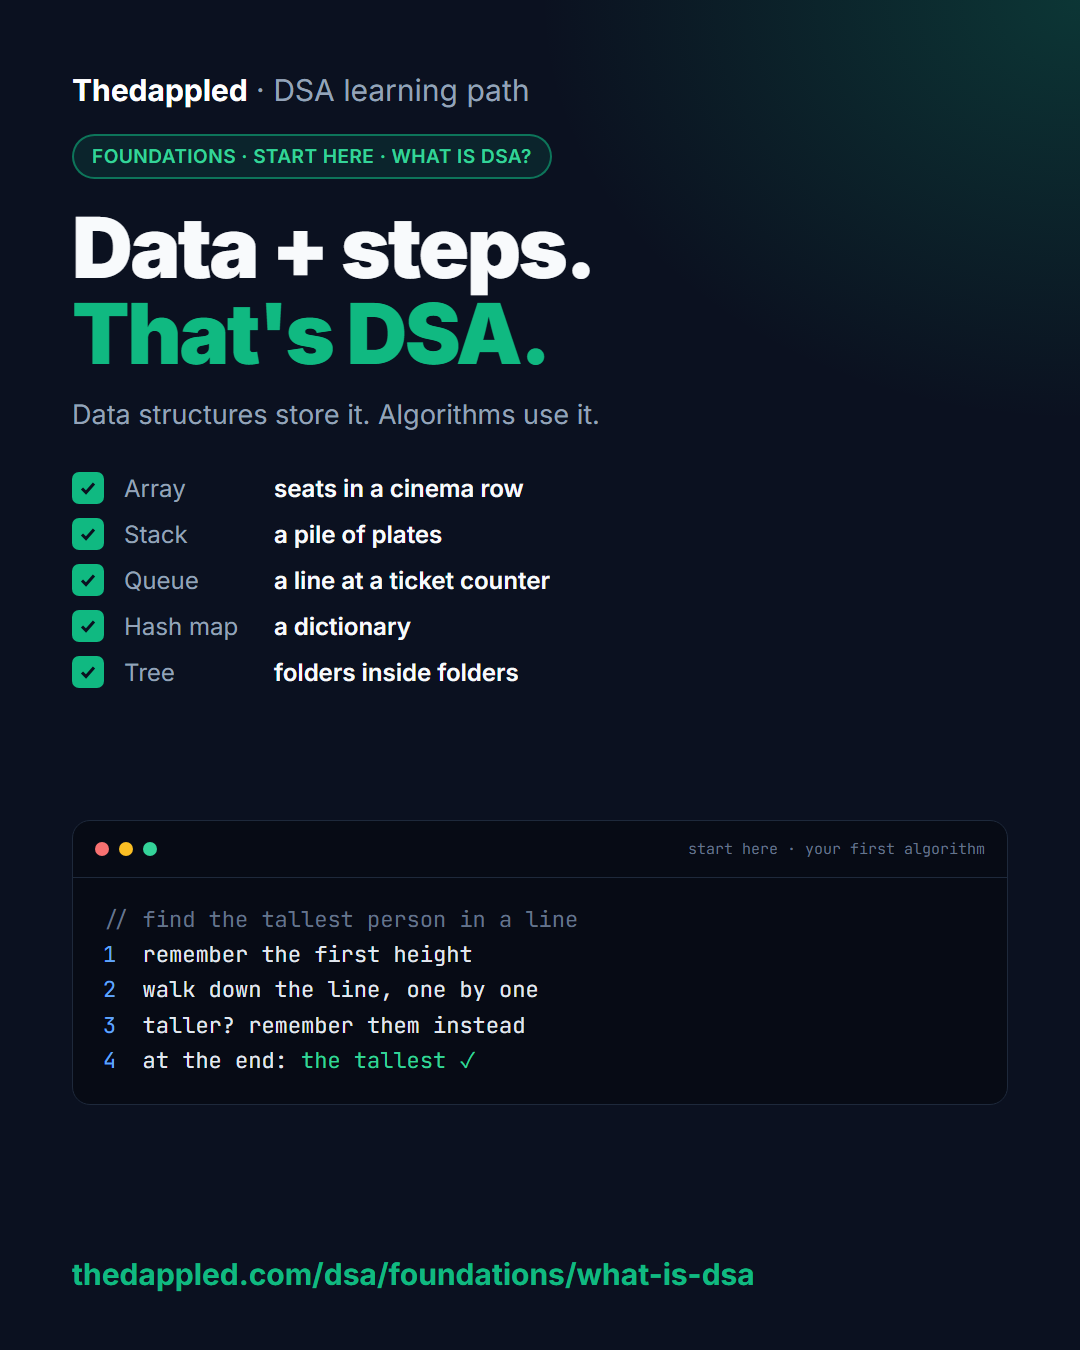 Thedappled · DSA learning path
FOUNDATIONS · START HERE · WHAT IS DSA?
Data + steps.
That's DSA.
Data structures store it. Algorithms use it.
Array seats in a cinema row
Stack a pile of plates
Queue a line at a ticket counter
Hash map a dictionary
Tree folders inside folders
start here · your first algorithm
// find the tallest person in a line
1 remember the first height
2 walk down the line, one by one
3 taller? remember them instead
4 at the end: the tallest ✓
thedappled.com/dsa/foundations/what-is-dsa